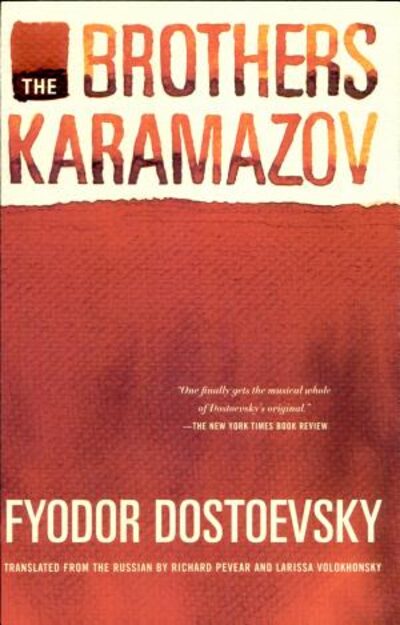 THE BROTHERS
KARAMAZOV
"One finally gets the musical whole
of Dostoevsky's original."
—THE NEW YORK TIMES BOOK REVIEW
FYODOR DOSTOEVSKY
TRANSLATED FROM THE RUSSIAN BY RICHARD PEVEAR AND LARISSA VOLOKHONSKY